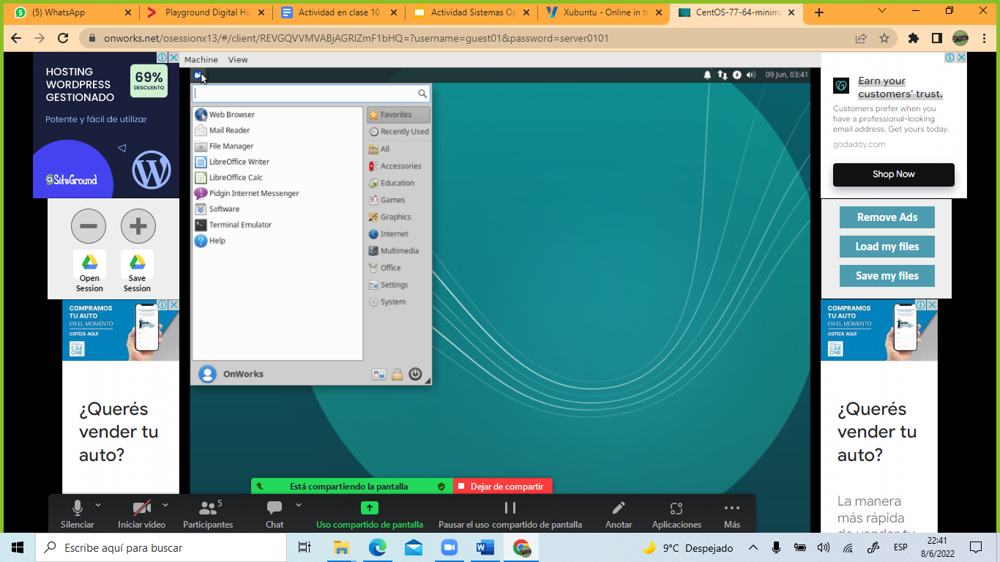 (5) WhatsApp
Playground Digital Ho
Actividad en clase 10
Actividad Sistemas Op
Xubuntu - Online in th
CentOS-77-64-minima
onworks.net/osessionx13/#/client/REVGQVVMVABjAGRlZmF1bHQ=?username=guest01&password=server0101
HOSTING
WORDPRESS
GESTIONADO
69%
DESCUENTO
Potente y fácil de utilizar
SiteGround
Open
Session
Save
Session
COMPRAMOS
TU AUTO
EN EL MOMENTO
COTIZÁ AQUÍ
CAR
ONE
¿Querés
vender tu
auto?
Machine View
09 Jun, 03:41
Web Browser
Mail Reader
File Manager
LibreOffice Writer
LibreOffice Calc
Pidgin Internet Messenger
Software
Terminal Emulator
Help
Favorites
Recently Used
All
Accessories
Education
Games
Graphics
Internet
Multimedia
Office
Settings
System
OnWorks
Earn your
customers' trust.
Customers prefer when you
have a professional-looking
email address. Get yours today.
godaddy.com
Shop Now
Remove Ads
Load my files
Save my files
COMPRAMOS
TU AUTO
EN EL MOMENTO
COTIZÁ AQUÍ
CAR
ONE
¿Querés
vender tu
auto?
La manera
más rápida
de vender tu
Está compartiendo la pantalla
Dejar de compartir
Silenciar
Iniciar vídeo
5
Participantes
Chat
Uso compartido de pantalla
Pausar el uso compartido de pantalla
Anotar
Aplicaciones
Más
Escribe aquí para buscar
9°C Despejado
ESP
22:41
8/6/2022